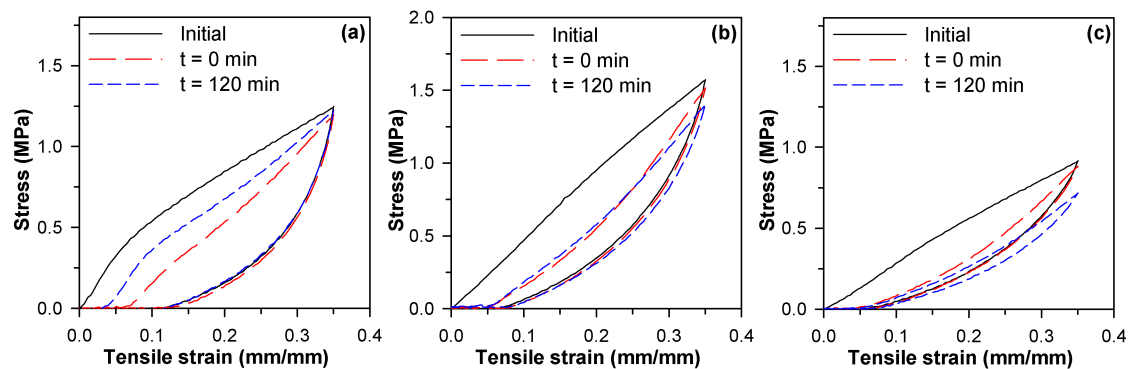 (a)
Initial
t = 0 min
t = 120 min
Stress (MPa)
1.5
1.0
0.5
0.0
0.0 0.1 0.2 0.3 0.4
Tensile strain (mm/mm)
(b)
Initial
t = 0 min
t = 120 min
Stress (MPa)
2.0
1.5
1.0
0.5
0.0
0.0 0.1 0.2 0.3 0.4
Tensile strain (mm/mm)
(c)
Initial
t = 0 min
t = 120 min
Stress (MPa)
1.5
1.0
0.5
0.0
0.0 0.1 0.2 0.3 0.4
Tensile strain (mm/mm)